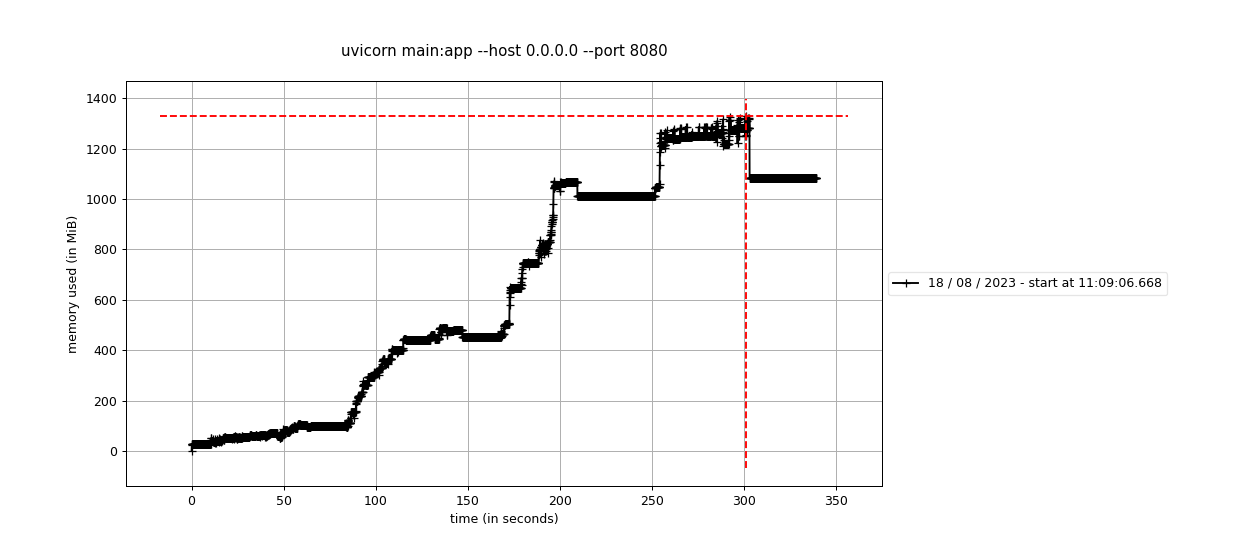 uvicorn main:app --host 0.0.0.0 --port 8080
1400
1200
1000
800
600
400
200
0
memory used (in MiB)
0 50 100 150 200 250 300 350
time (in seconds)
18 / 08 / 2023 - start at 11:09:06.668